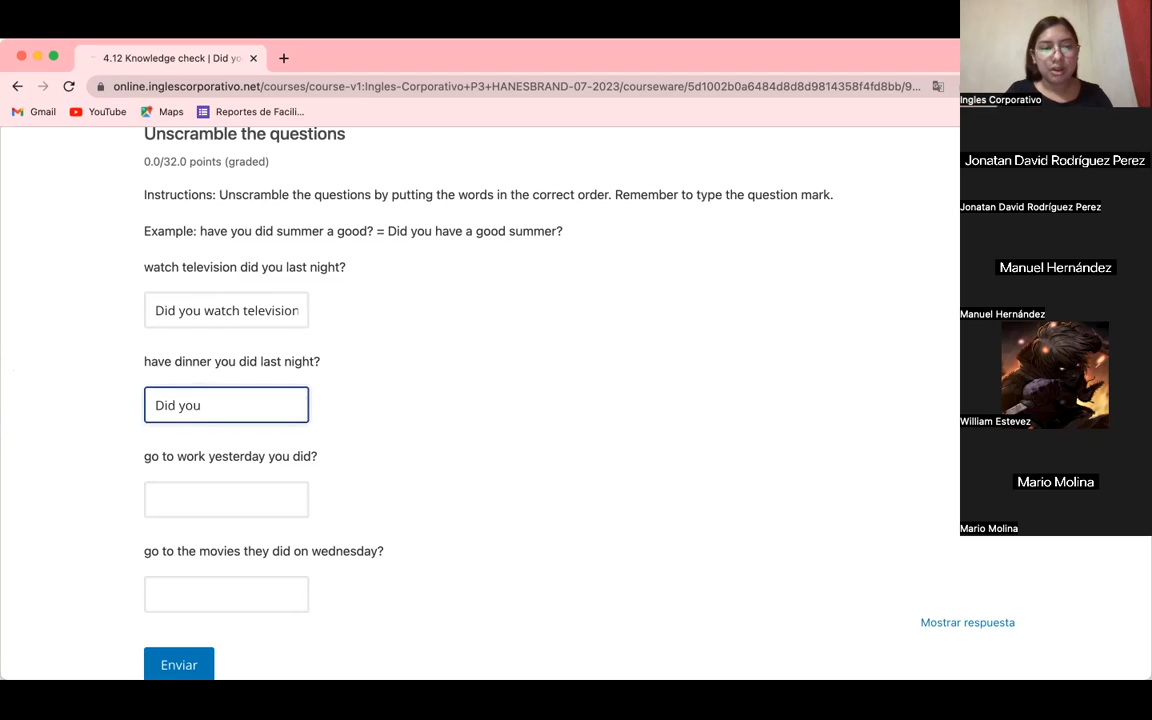 4.12 Knowledge check | Did yo
online.inglescorporativo.net/courses/course-v1:Ingles-Corporativo+P3+HANESBRAND-07-2023/courseware/5d1002b0a6484d8d8d9814358f4fd8bb/9...
Gmail YouTube Maps Reportes de Facili...
Unscramble the questions
0.0/32.0 points (graded)
Instructions: Unscramble the questions by putting the words in the correct order. Remember to type the question mark.
Example: have you did summer a good? = Did you have a good summer?
watch television did you last night?
Did you watch television
have dinner you did last night?
Did you
go to work yesterday you did?
go to the movies they did on wednesday?
Mostrar respuesta
Enviar
Ingles Corporativo
Jonatan David Rodríguez Perez
Jonatan David Rodríguez Perez
Manuel Hernández
Manuel Hernández
William Estevez
Mario Molina
Mario Molina